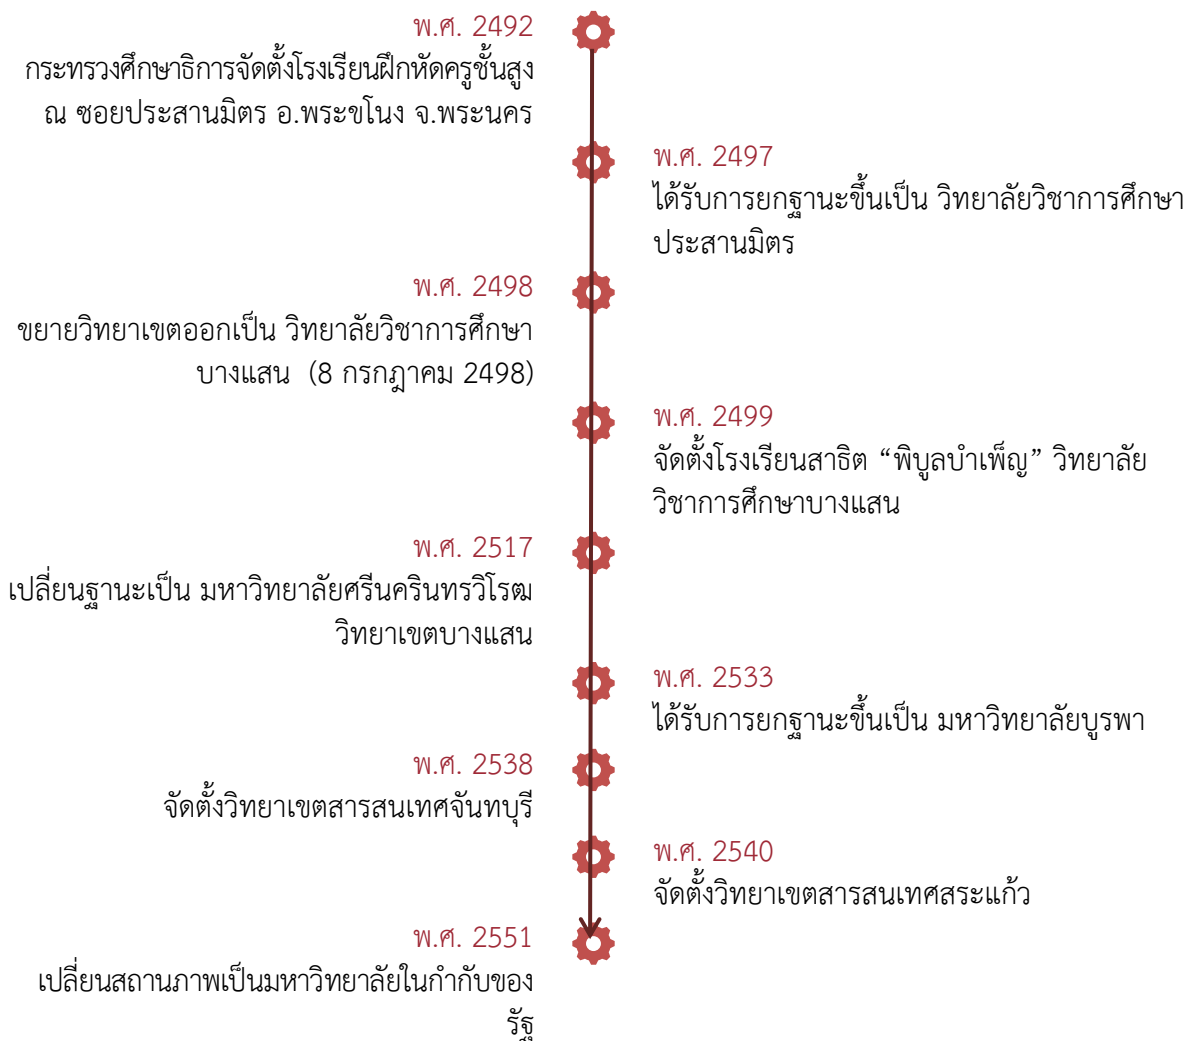 พ.ศ. 2492
กระทรวงศึกษาธิการจัดตั้งโรงเรียนฝึกหัดครูชั้นสูง
ณ ซอยประสานมิตร อ.พระขโนง จ.พระนคร
พ.ศ. 2497
ได้รับการยกฐานะขึ้นเป็น วิทยาลัยวิชาการศึกษา
ประสานมิตร
พ.ศ. 2498
ขยายวิทยาเขตออกเป็น วิทยาลัยวิชาการศึกษา
บางแสน (8 กรกฎาคม 2498)
พ.ศ. 2499
จัดตั้งโรงเรียนสาธิต “พิบูลบำเพ็ญ” วิทยาลัย
วิชาการศึกษาบางแสน
พ.ศ. 2517
เปลี่ยนฐานะเป็น มหาวิทยาลัยศรีนครินทรวิโรฒ
วิทยาเขตบางแสน
พ.ศ. 2533
ได้รับการยกฐานะขึ้นเป็น มหาวิทยาลัยบูรพา
พ.ศ. 2538
จัดตั้งวิทยาเขตสารสนเทศจันทบุรี
พ.ศ. 2540
จัดตั้งวิทยาเขตสารสนเทศสระแก้ว
พ.ศ. 2551
เปลี่ยนสถานภาพเป็นมหาวิทยาลัยในกำกับของ
รัฐ